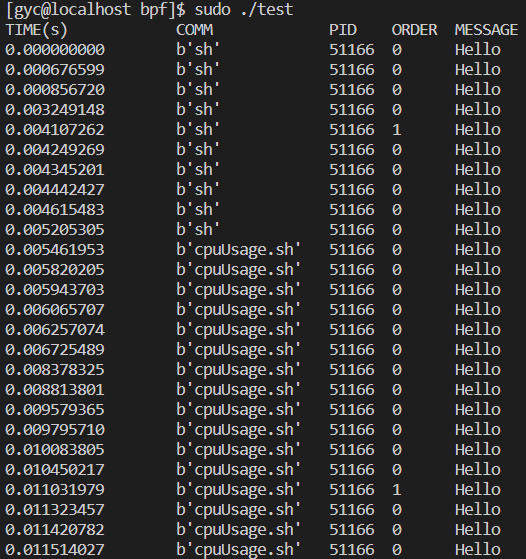 [gyc@localhost bpf]$ sudo ./test
TIME(s) COMM PID ORDER MESSAGE
0.000000000 b'sh' 51166 0 Hello
0.000676599 b'sh' 51166 0 Hello
0.000856720 b'sh' 51166 0 Hello
0.003249148 b'sh' 51166 0 Hello
0.004107262 b'sh' 51166 1 Hello
0.004249269 b'sh' 51166 0 Hello
0.004345201 b'sh' 51166 0 Hello
0.004442427 b'sh' 51166 0 Hello
0.004615483 b'sh' 51166 0 Hello
0.005205305 b'sh' 51166 0 Hello
0.005461953 b'cpuUsage.sh' 51166 0 Hello
0.005820205 b'cpuUsage.sh' 51166 0 Hello
0.005943703 b'cpuUsage.sh' 51166 0 Hello
0.006065707 b'cpuUsage.sh' 51166 0 Hello
0.006257074 b'cpuUsage.sh' 51166 0 Hello
0.006725489 b'cpuUsage.sh' 51166 0 Hello
0.008378325 b'cpuUsage.sh' 51166 0 Hello
0.008813801 b'cpuUsage.sh' 51166 0 Hello
0.009579365 b'cpuUsage.sh' 51166 0 Hello
0.009795710 b'cpuUsage.sh' 51166 0 Hello
0.010083805 b'cpuUsage.sh' 51166 0 Hello
0.010450217 b'cpuUsage.sh' 51166 0 Hello
0.011031979 b'cpuUsage.sh' 51166 1 Hello
0.011323457 b'cpuUsage.sh' 51166 0 Hello
0.011420782 b'cpuUsage.sh' 51166 0 Hello
0.011514027 b'cpuUsage.sh' 51166 0 Hello